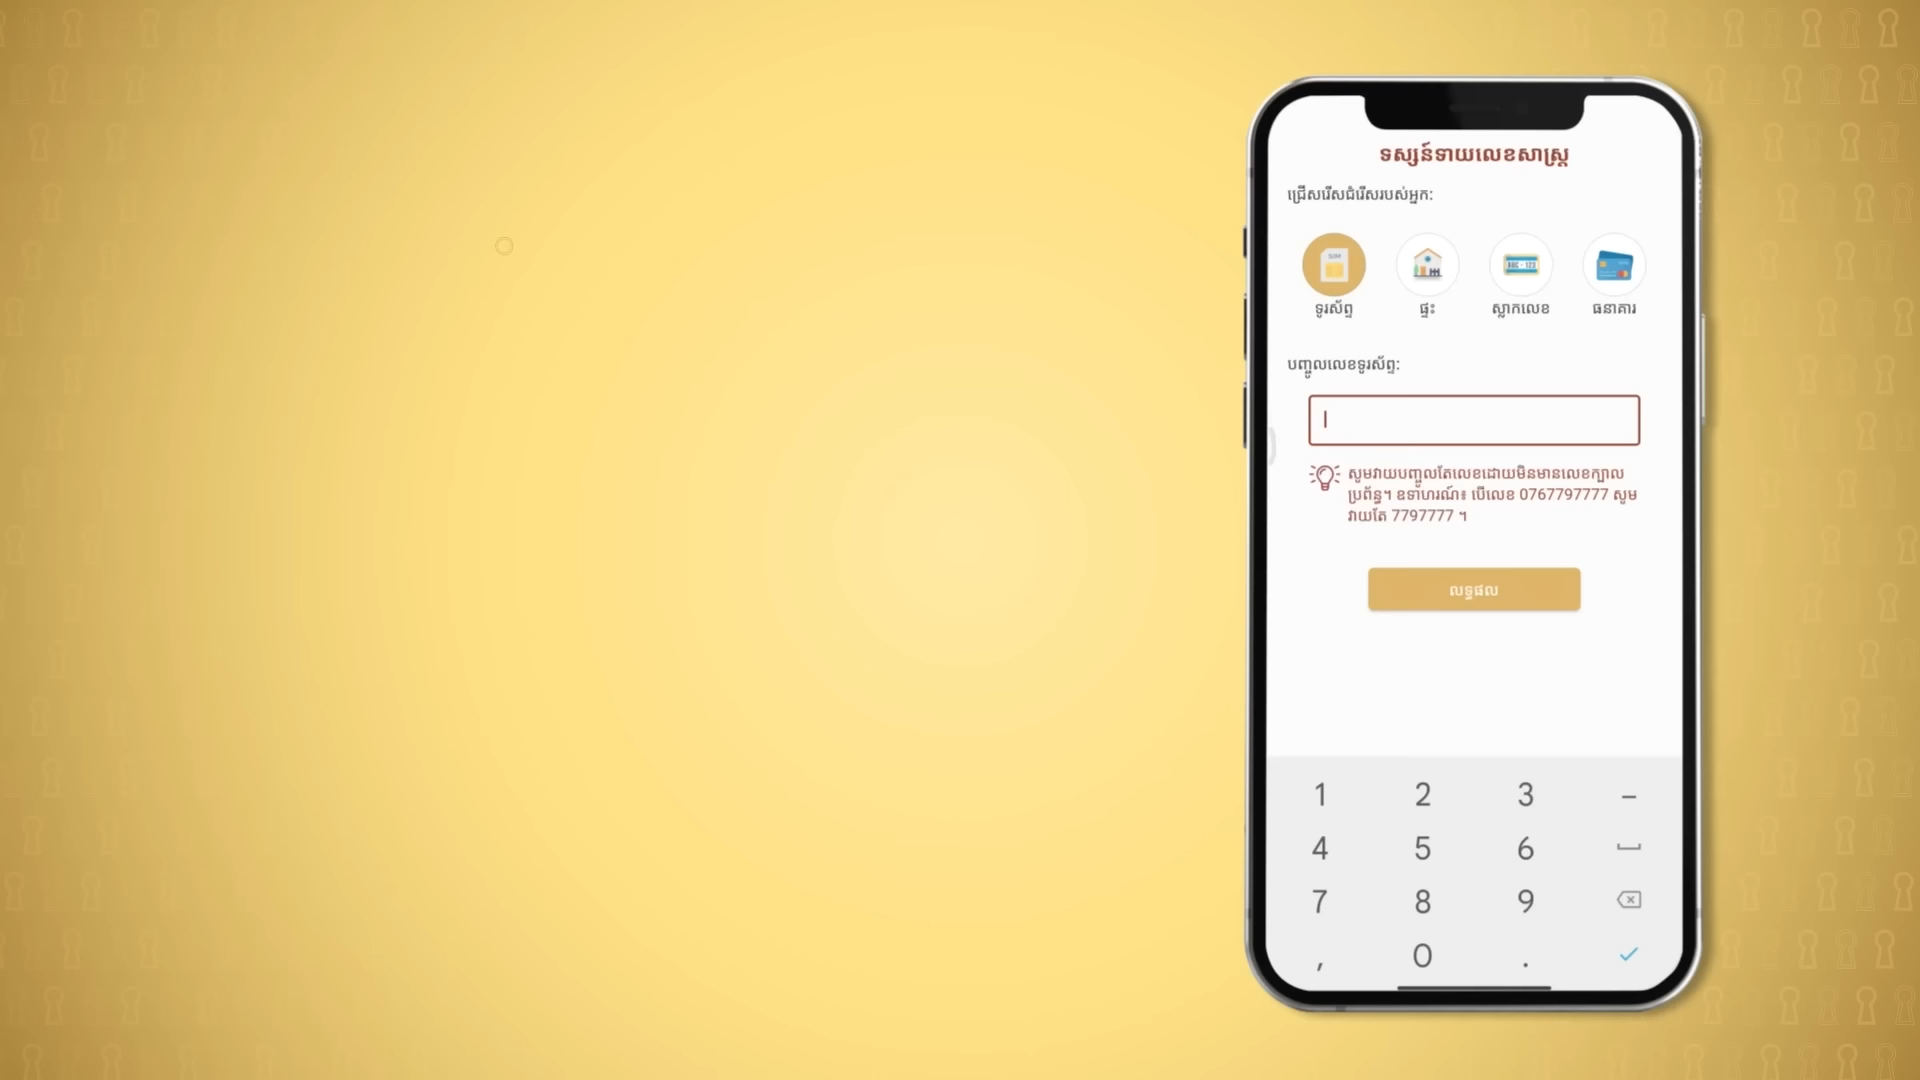 ទស្សន៍ទាយលេខសាស្ត្រ
ជ្រើសរើសជំរើសរបស់អ្នក:
SIM
ABC - 123
ទូរស័ព្ទ
ផ្ទះ
ស្លាកលេខ
ធនាគារ
បញ្ចូលលេខទូរស័ព្ទ:
សូមវាយបញ្ចូលតែលេខដោយមិនមានលេខក្បាល
ប្រព័ន្ធ។ ឧទាហរណ៍៖ បើលេខ 0767797777 សូម
វាយតែ 7797777 ។
លទ្ធផល
1 2 3 –
4 5 6
7 8 9
, 0 .